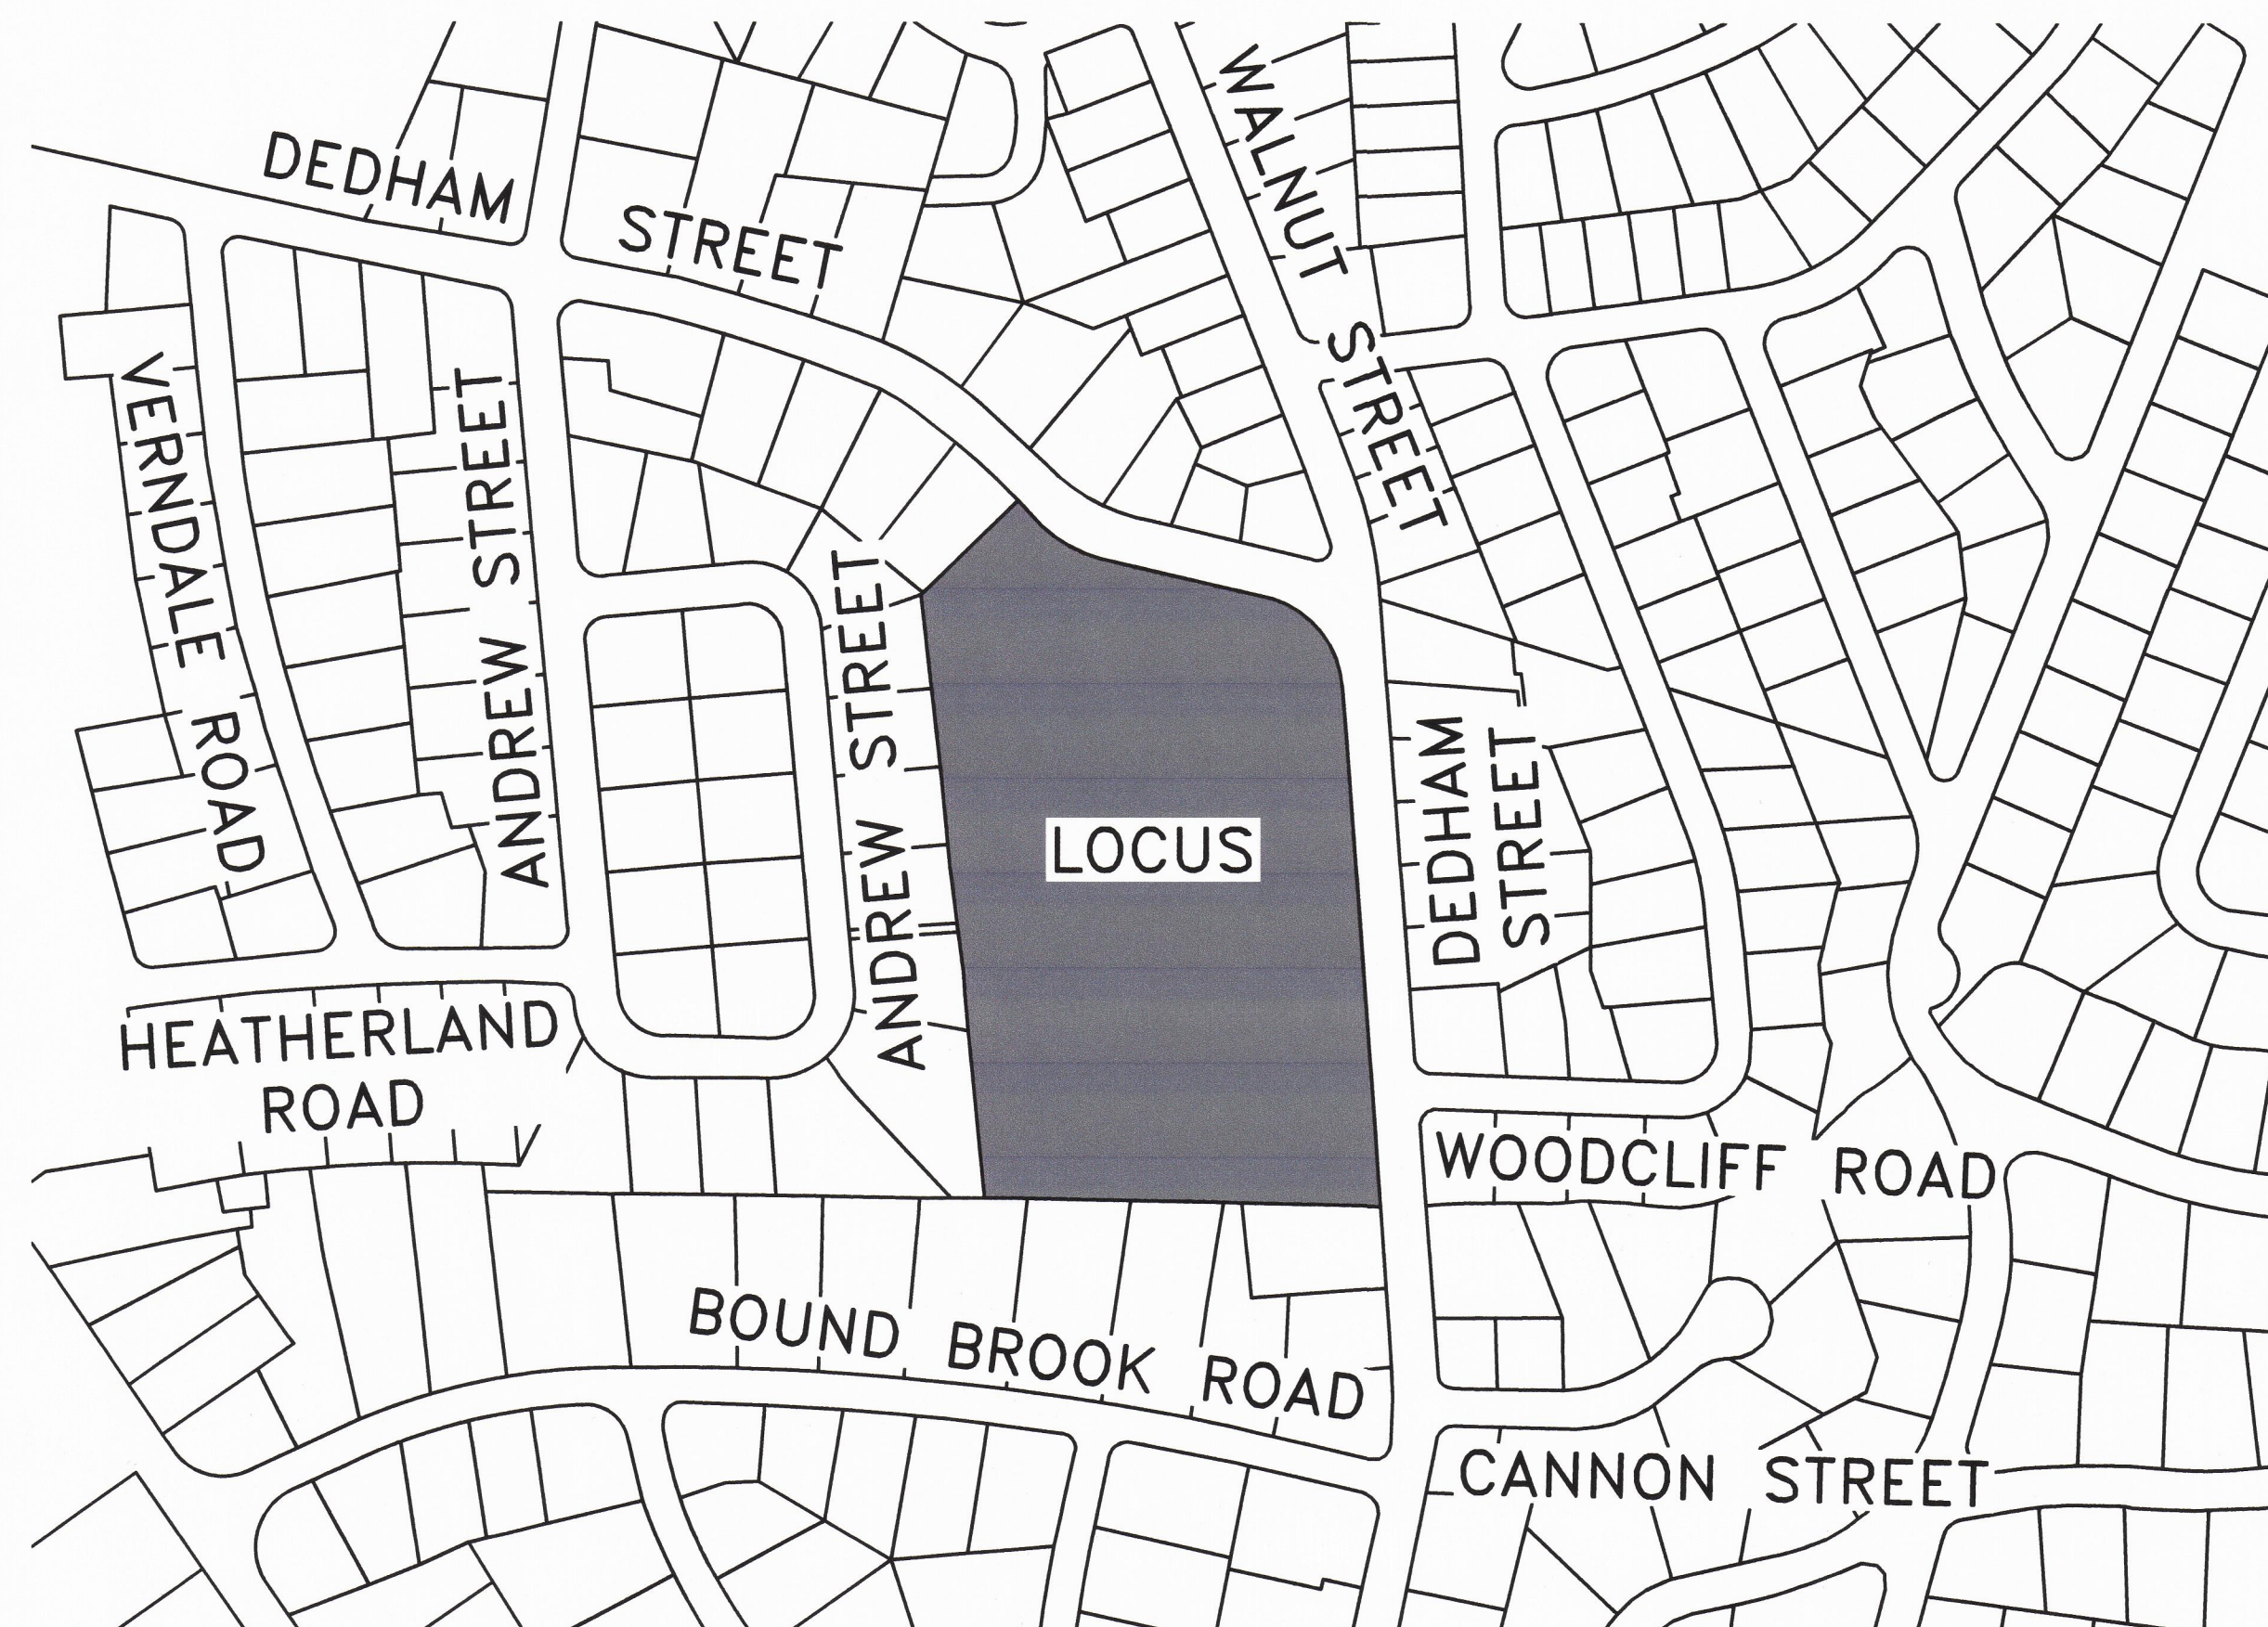 DEDHAM
STREET
WALNUT STREET
VERNDALE ROAD
ANDREW STREET
ANDREW STREET
LOCUS
DEDHAM
STREET
HEATHERLAND
ROAD
WOODCLIFF ROAD
BOUND BROOK ROAD
CANNON STREET